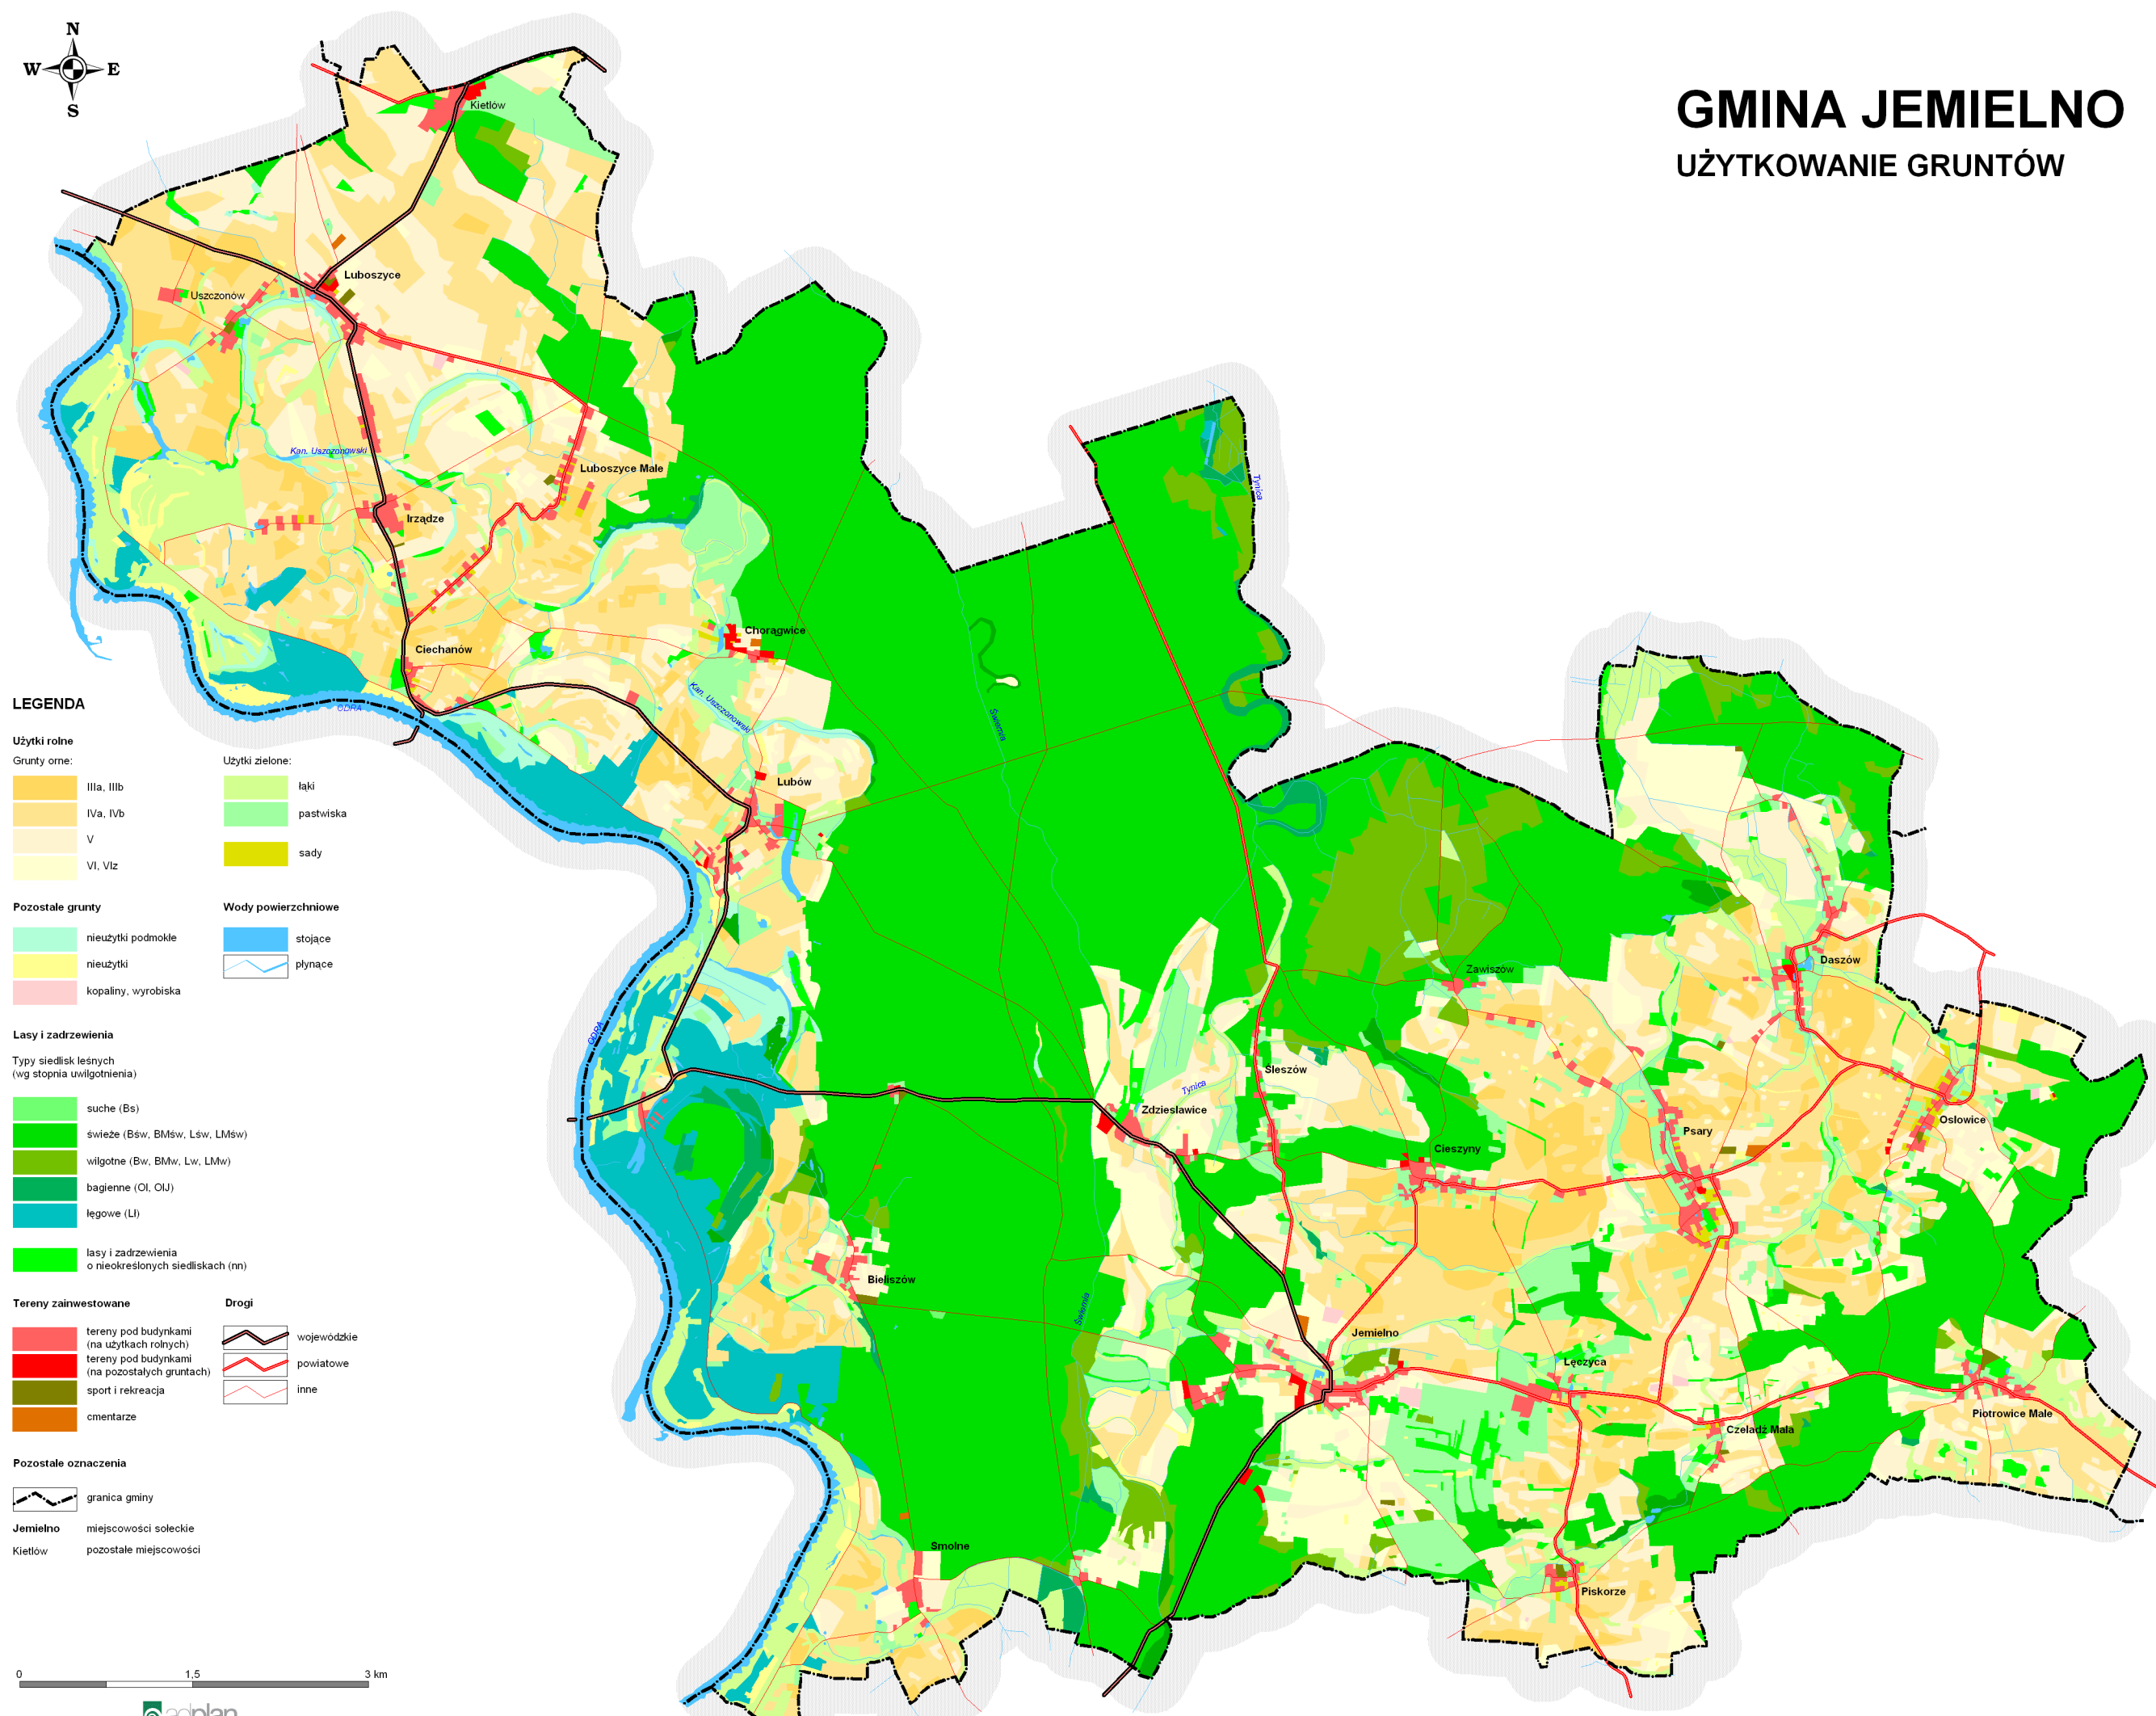 N
W E
S
GMINA JEMIELNO
UŻYTKOWANIE GRUNTÓW
Kietlów
Luboszyce
Uszczonów
Kan. Uszczonowski
Luboszyce Małe
Irządze
Tynica
Chorągwice
Ciechanów
Kan. Uszczonowski
ODRA
Świernia
Lubów
Zawiszów
Daszów
ODRA
Śleszów
Tynica
Zdziesławice
Osłowice
Psary
Cieszyny
Bieliszów
Świernia
Jemielno
Łęczyca
Piotrowice Małe
Czeladź Mała
Smolne
Piskorze
LEGENDA
Użytki rolne
Grunty orne:
IIIa, IIIb
IVa, IVb
V
VI, VIz
Użytki zielone:
łąki
pastwiska
sady
Pozostałe grunty
nieużytki podmokłe
nieużytki
kopaliny, wyrobiska
Wody powierzchniowe
stojące
płynące
Lasy i zadrzewienia
Typy siedlisk leśnych
(wg stopnia uwilgotnienia)
suche (Bs)
świeże (Bśw, BMśw, Lśw, LMśw)
wilgotne (Bw, BMw, Lw, LMw)
bagienne (Ol, OlJ)
łęgowe (Lł)
lasy i zadrzewienia
o nieokreślonych siedliskach (nn)
Tereny zainwestowane
tereny pod budynkami
(na użytkach rolnych)
tereny pod budynkami
(na pozostałych gruntach)
sport i rekreacja
cmentarze
Drogi
wojewódzkie
powiatowe
inne
Pozostałe oznaczenia
granica gminy
Jemielno miejscowości sołeckie
Kietlów pozostałe miejscowości
0 1,5 3 km
adplan